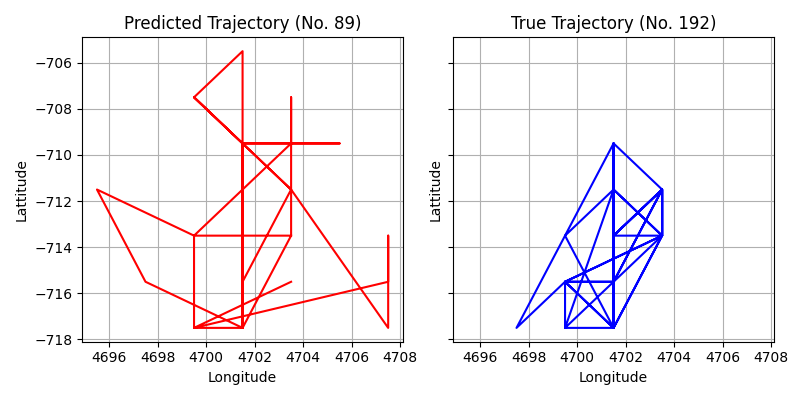 Predicted Trajectory (No. 89)
True Trajectory (No. 192)
−706
−708
−710
−712
−714
−716
−718
Lattitude
Lattitude
4696 4698 4700 4702 4704 4706 4708
4696 4698 4700 4702 4704 4706 4708
Longitude
Longitude